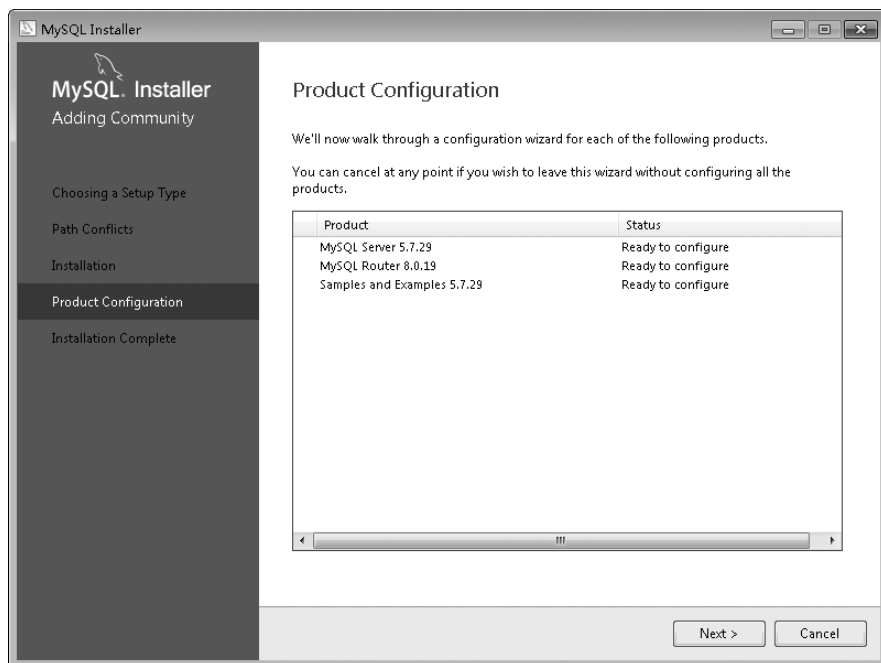 MySQL Installer
MySQL. Installer
Adding Community
Choosing a Setup Type
Path Conflicts
Installation
Product Configuration
Installation Complete
Product Configuration
We'll now walk through a configuration wizard for each of the following products.
You can cancel at any point if you wish to leave this wizard without configuring all the
products.
Product Status
MySQL Server 5.7.29 Ready to configure
MySQL Router 8.0.19 Ready to configure
Samples and Examples 5.7.29 Ready to configure
Next > Cancel